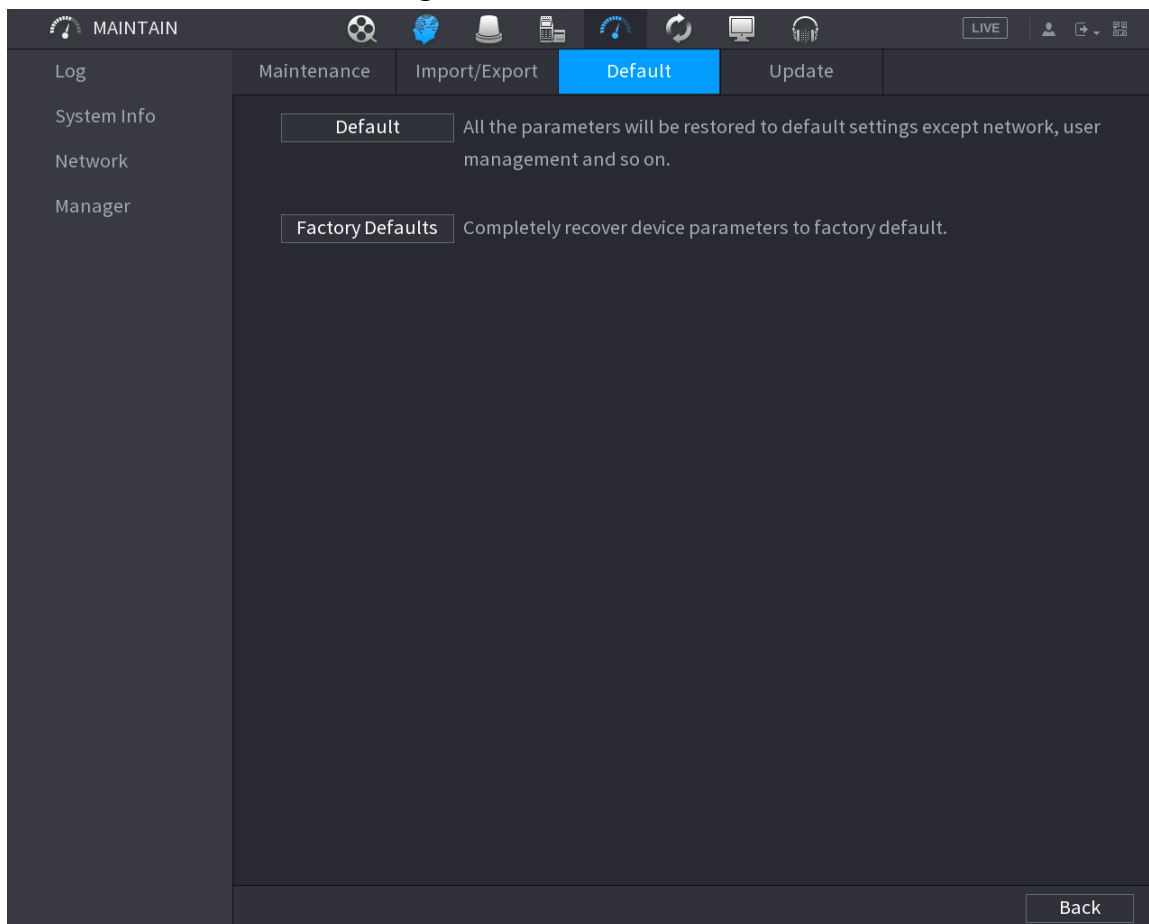 MAINTAIN
LIVE
Log
System Info
Network
Manager
Maintenance
Import/Export
Default
Update
Default
All the parameters will be restored to default settings except network, user
management and so on.
Factory Defaults
Completely recover device parameters to factory default.
Back